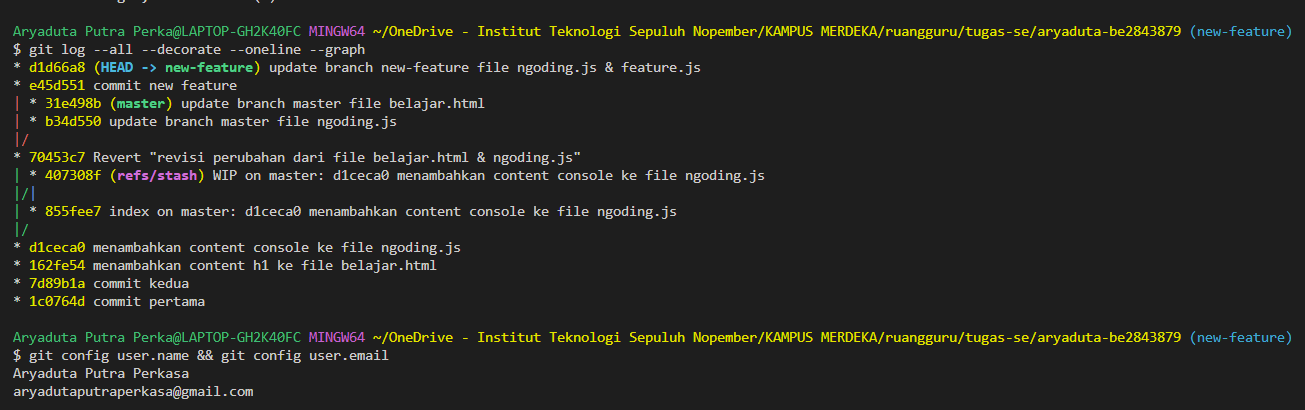 Aryaduta Putra Perka@LAPTOP-GH2K40FC MINGW64 ~/OneDrive - Institut Teknologi Sepuluh Nopember/KAMPUS MERDEKA/ruangguru/tugas-se/aryaduta-be2843879 (new-feature)
$ git log --all --decorate --oneline --graph
* d1d66a8 (HEAD -> new-feature) update branch new-feature file ngoding.js & feature.js
* e45d551 commit new feature
| * 31e498b (master) update branch master file belajar.html
| * b34d550 update branch master file ngoding.js
|/
* 70453c7 Revert "revisi perubahan dari file belajar.html & ngoding.js"
| * 407308f (refs/stash) WIP on master: d1ceca0 menambahkan content console ke file ngoding.js
|/|
| * 855fee7 index on master: d1ceca0 menambahkan content console ke file ngoding.js
|/
* d1ceca0 menambahkan content console ke file ngoding.js
* 162fe54 menambahkan content h1 ke file belajar.html
* 7d89b1a commit kedua
* 1c0764d commit pertama
Aryaduta Putra Perka@LAPTOP-GH2K40FC MINGW64 ~/OneDrive - Institut Teknologi Sepuluh Nopember/KAMPUS MERDEKA/ruangguru/tugas-se/aryaduta-be2843879 (new-feature)
$ git config user.name && git config user.email
Aryaduta Putra Perkasa
aryadutaputraperkasa@gmail.com